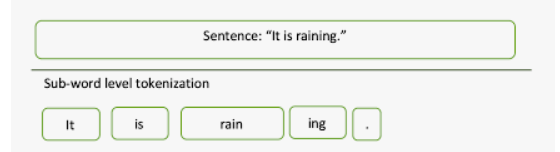 Sentence: “It is raining.”
Sub-word level tokenization
It is rain ing .